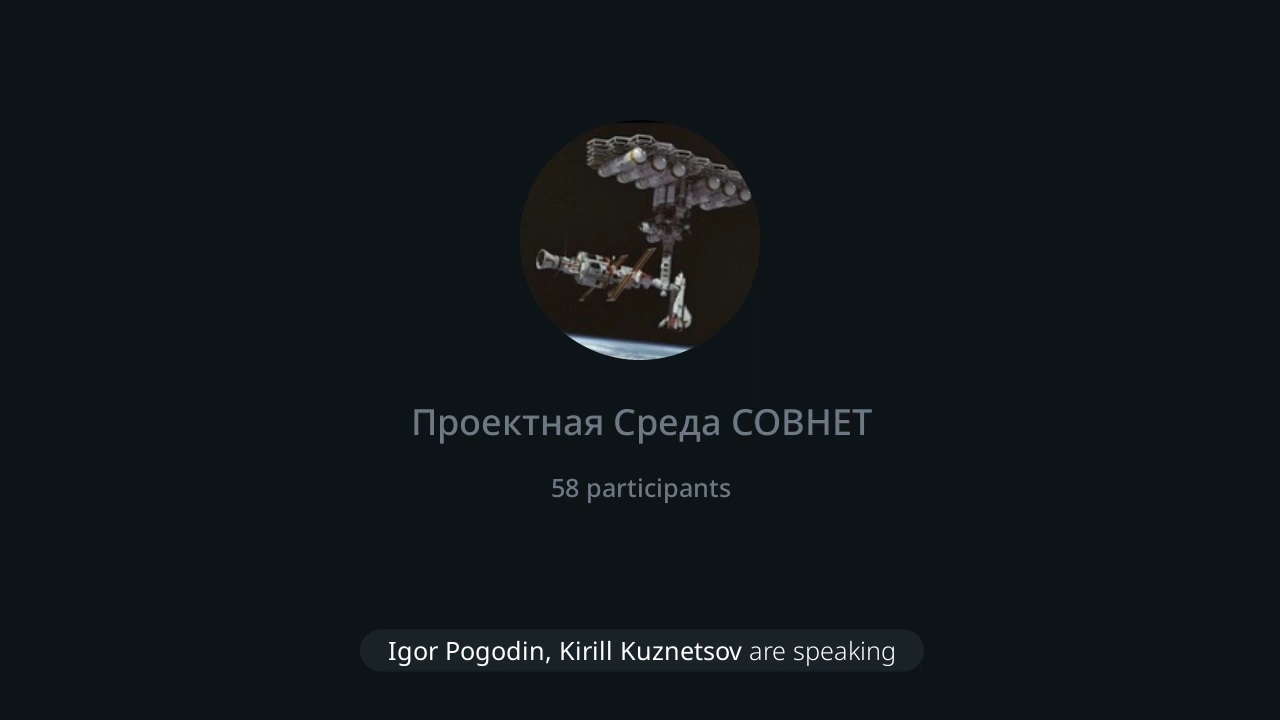 Проектная Среда СОВНЕТ
58 participants
Igor Pogodin, Kirill Kuznetsov are speaking